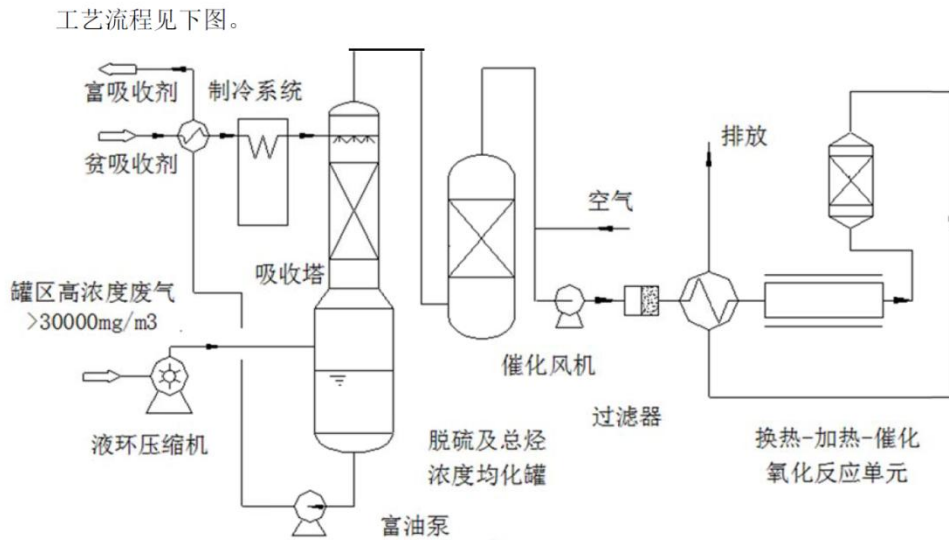 工艺流程见下图。
富吸收剂
制冷系统
贫吸收剂
排放
空气
吸收塔
罐区高浓度废气
>30000mg/m3
催化风机
过滤器
液环压缩机
脱硫及总烃
浓度均化罐
换热-加热-催化
氧化反应单元
富油泵